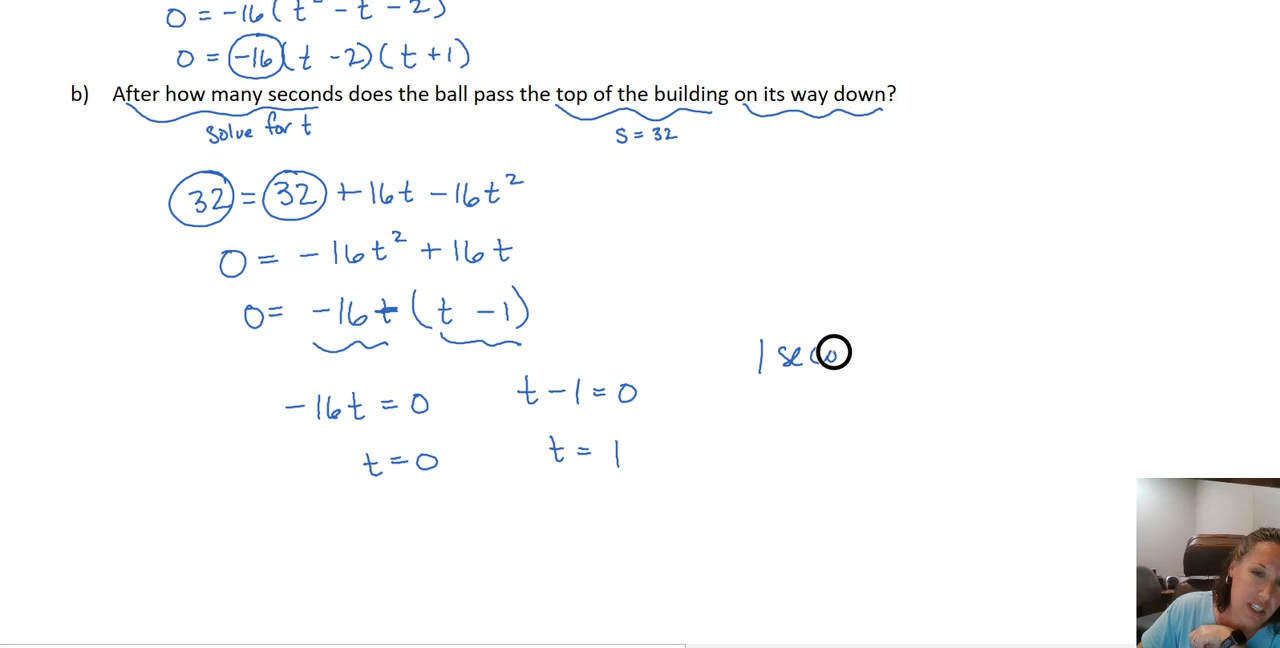 0 = -16(t² - t - 2)
0 = -16(t - 2)(t + 1)
b) After how many seconds does the ball pass the top of the building on its way down?
Solve for t
S = 32
32 = 32 + 16t - 16t²
0 = -16t² + 16t
0 = -16t(t - 1)
-16t = 0 t - 1 = 0
t = 0 t = 1
1 seco